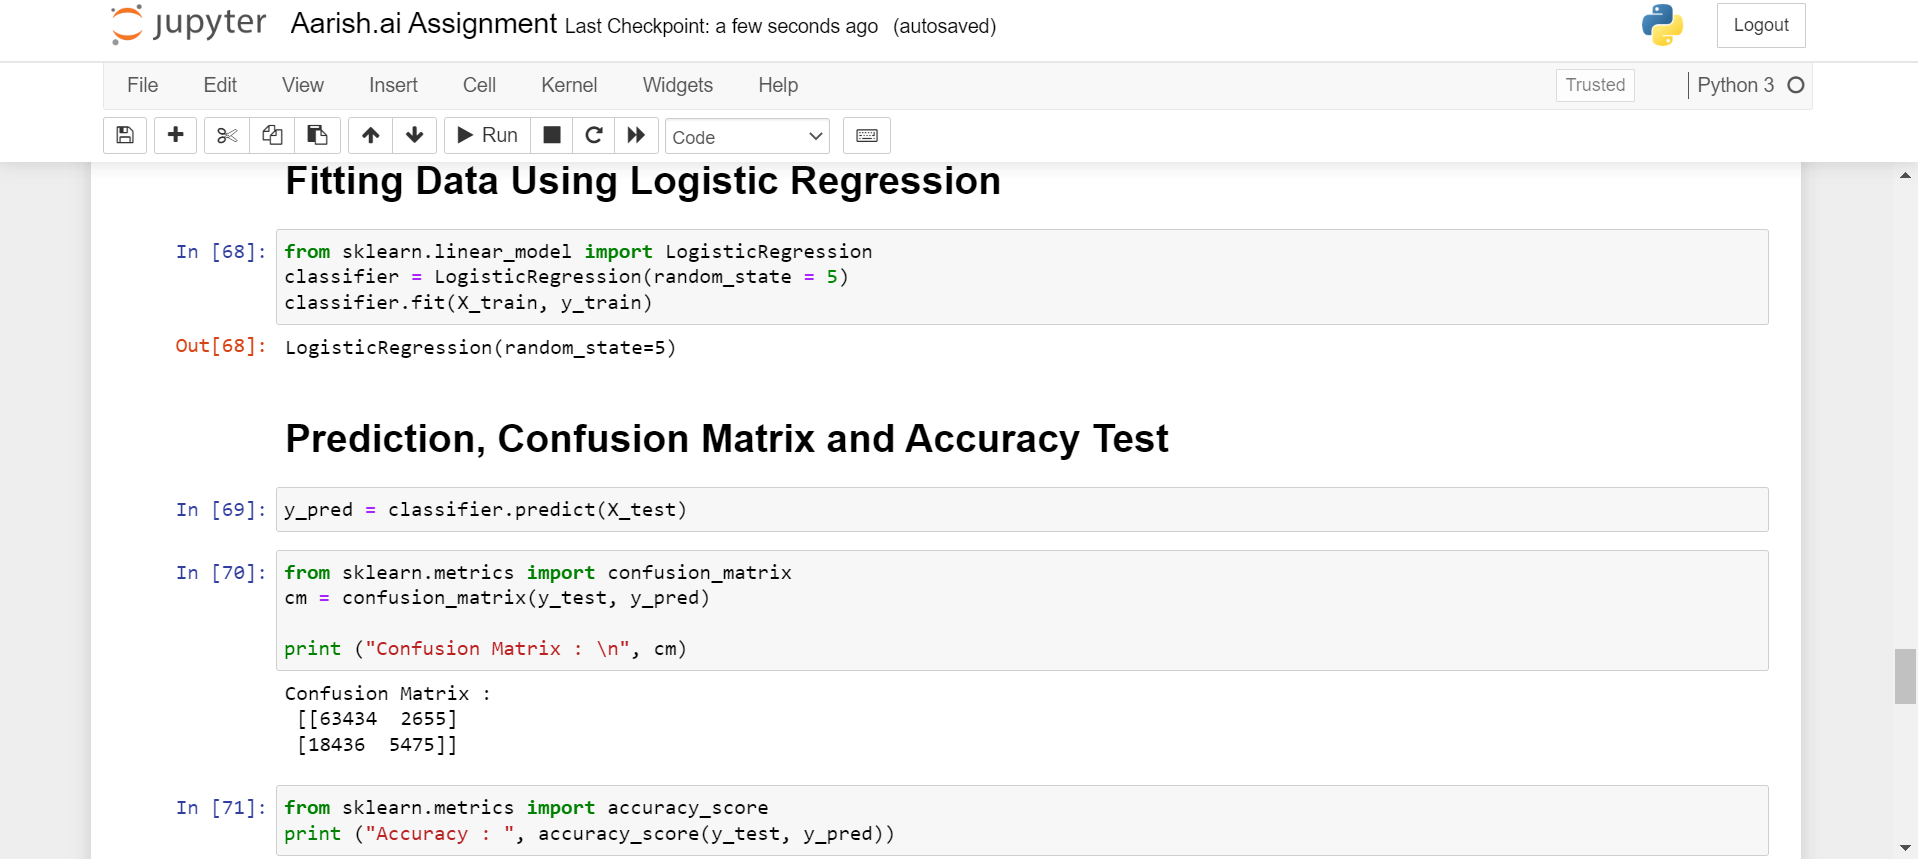 jupyter Aarish.ai Assignment Last Checkpoint: a few seconds ago (autosaved) Logout
File Edit View Insert Cell Kernel Widgets Help Trusted Python 3
Run Code
Fitting Data Using Logistic Regression
In [68]: from sklearn.linear_model import LogisticRegression
classifier = LogisticRegression(random_state = 5)
classifier.fit(X_train, y_train)
Out[68]: LogisticRegression(random_state=5)
Prediction, Confusion Matrix and Accuracy Test
In [69]: y_pred = classifier.predict(X_test)
In [70]: from sklearn.metrics import confusion_matrix
cm = confusion_matrix(y_test, y_pred)
print ("Confusion Matrix : \n", cm)
Confusion Matrix :
[[63434 2655]
[18436 5475]]
In [71]: from sklearn.metrics import accuracy_score
print ("Accuracy : ", accuracy_score(y_test, y_pred))